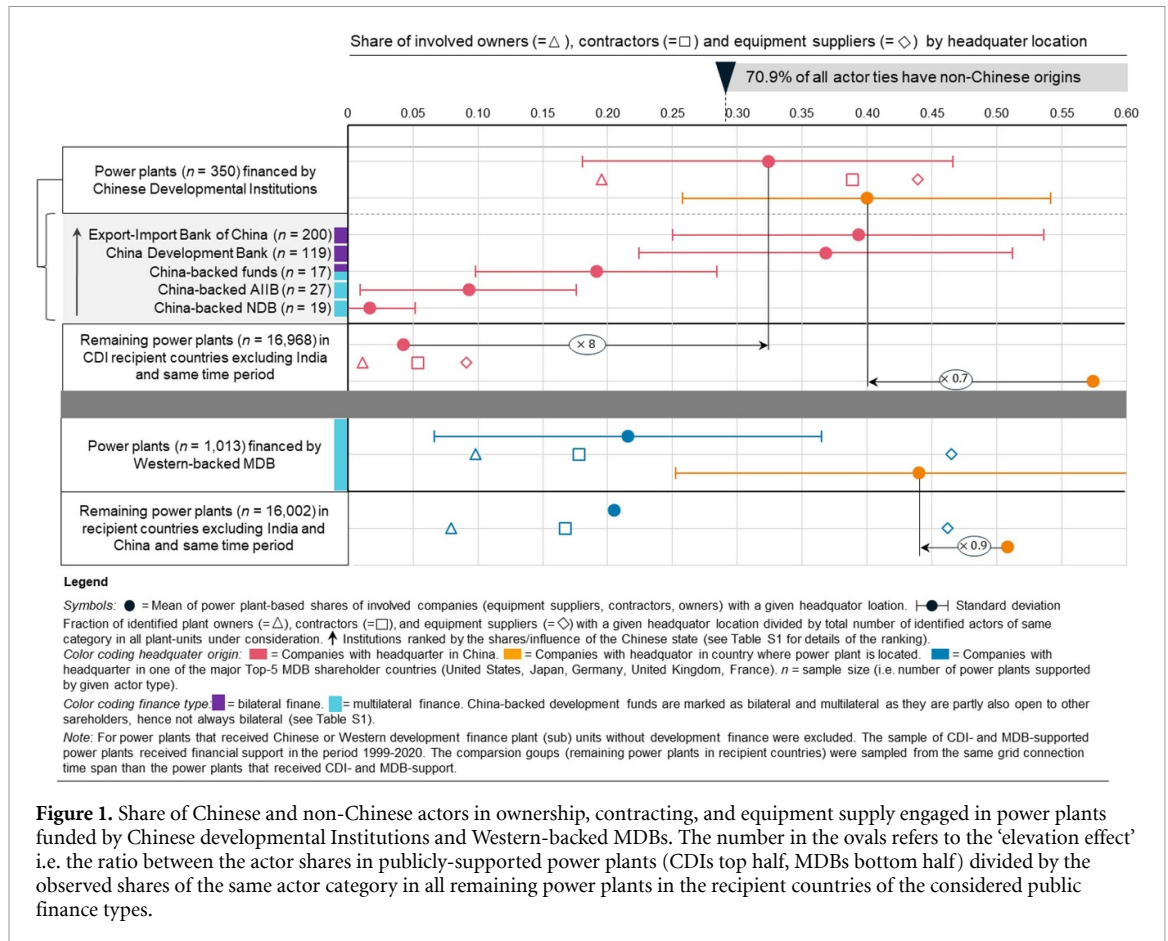 Share of involved owners (=△), contractors (=□) and equipment suppliers (=◇) by headquater location
70.9% of all actor ties have non-Chinese origins
0 0.05 0.10 0.15 0.20 0.25 0.30 0.35 0.40 0.45 0.50 0.55 0.60
Power plants (n = 350) financed by
Chinese Developmental Institutions
Export-Import Bank of China (n = 200)
China Development Bank (n = 119)
China-backed funds (n = 17)
China-backed AIIB (n = 27)
China-backed NDB (n = 19)
Remaining power plants (n = 16,968) in
CDI recipient countries excluding India
and same time period
× 8
× 0.7
Power plants (n = 1,013) financed by
Western-backed MDB
Remaining power plants (n = 16,002) in
recipient countries excluding India and
China and same time period
× 0.9
Legend
Symbols: ● = Mean of power plant-based shares of involved companies (equipment suppliers, contractors, owners) with a given headquator loation. = Standard deviation
Fraction of identified plant owners (=△), contractors (=□), and equipment suppliers (=◇) with a given headquator location divided by total number of identified actors of same
category in all plant-units under consideration. ↑ Institutions ranked by the shares/influence of the Chinese state (see Table S1 for details of the ranking).
Color coding headquater origin: = Companies with headquarter in China. = Companies with headquator in country where power plant is located. = Companies with
headquarter in one of the major Top-5 MDB shareholder countries (United States, Japan, Germany, United Kingdom, France). n = sample size (i.e. number of power plants supported
by given actor type).
Color coding finance type: = bilateral finane. = multilateral finance. China-backed development funds are marked as bilateral and multilateral as they are partly also open to other
sareholders, hence not always bilateral (see Table S1).
Note: For power plants that received Chinese or Western development finance plant (sub) units without development finance were excluded. The sample of CDI- and MDB-supported
power plants received financial support in the period 1999-2020. The comparsion goups (remaining power plants in recipient countries) were sampled from the same grid connection
time span than the power plants that received CDI- and MDB-support.
Figure 1. Share of Chinese and non-Chinese actors in ownership, contracting, and equipment supply engaged in power plants
funded by Chinese developmental Institutions and Western-backed MDBs. The number in the ovals refers to the ‘elevation effect’
i.e. the ratio between the actor shares in publicly-supported power plants (CDIs top half, MDBs bottom half) divided by the
observed shares of the same actor category in all remaining power plants in the recipient countries of the considered public
finance types.